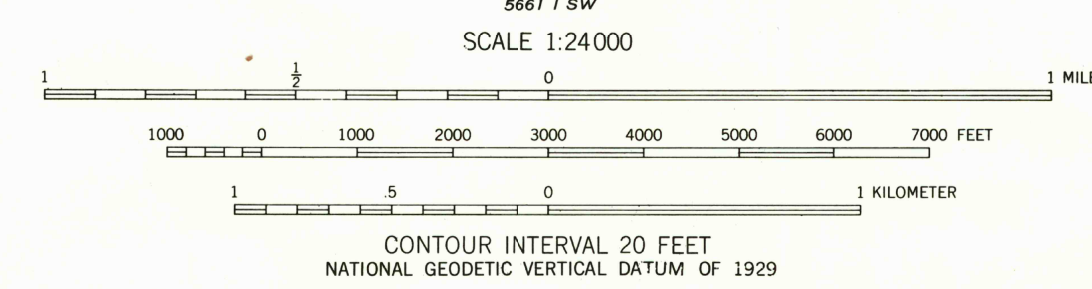 5661 I SW
SCALE 1:24000
1 1/2 0 1 MILE
1000 0 1000 2000 3000 4000 5000 6000 7000 FEET
1 .5 0 1 KILOMETER
CONTOUR INTERVAL 20 FEET
NATIONAL GEODETIC VERTICAL DATUM OF 1929